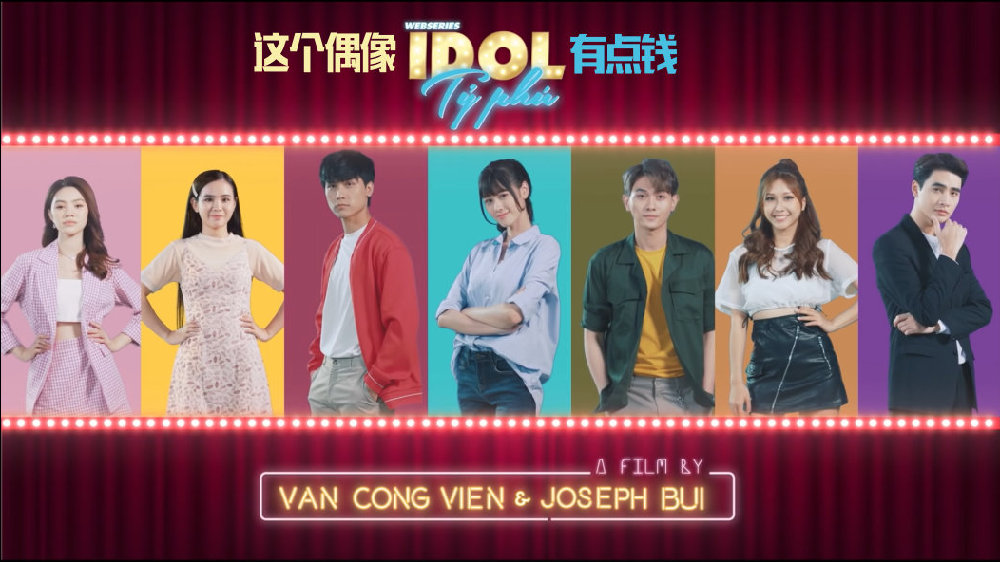 WEBSERIES
这个偶像 IDOL 有点钱
Tỷ phú
A FILM BY
VAN CONG VIEN & JOSEPH BUI